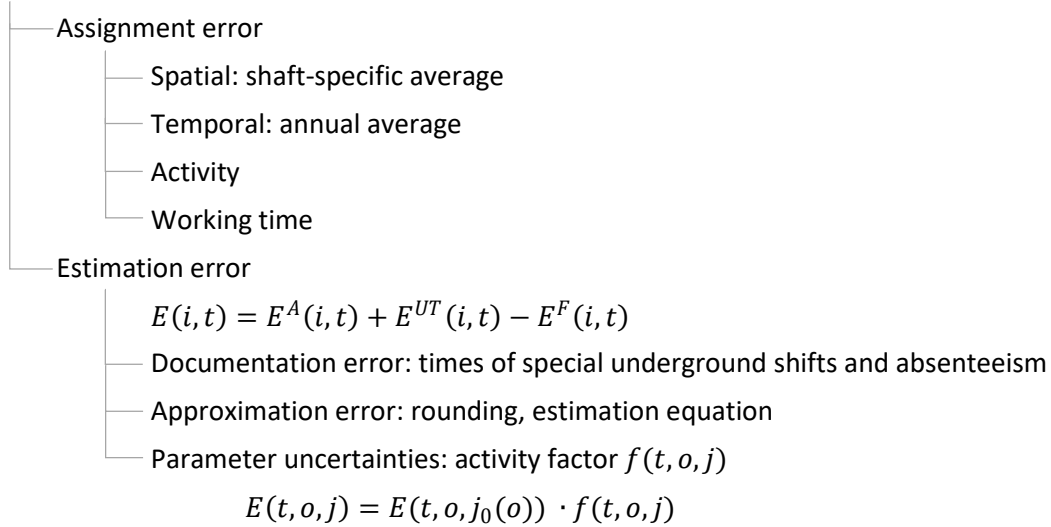 Assignment error
Spatial: shaft-specific average
Temporal: annual average
Activity
Working time
Estimation error
E(i, t) = E^A(i, t) + E^{UT}(i, t) − E^F(i, t)
Documentation error: times of special underground shifts and absenteeism
Approximation error: rounding, estimation equation
Parameter uncertainties: activity factor f(t, o, j)
E(t, o, j) = E(t, o, j_0(o)) · f(t, o, j)